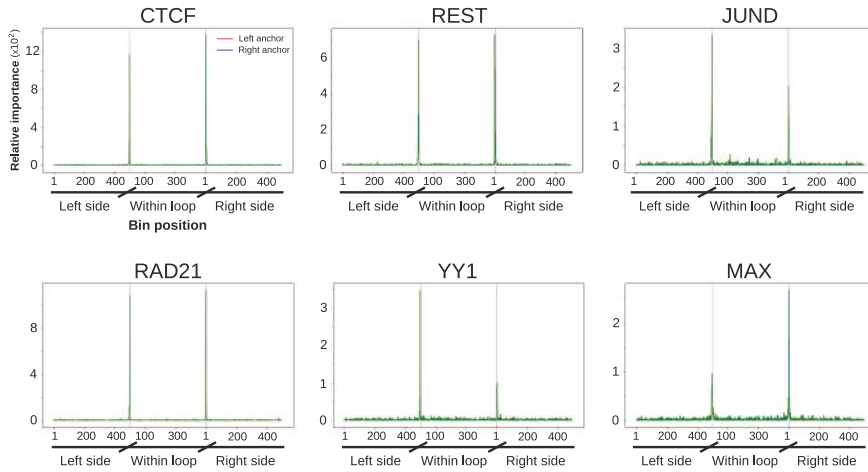 CTCF
REST
JUND
Relative importance (x10²)
12
8
4
0
Left anchor
Right anchor
6
4
2
0
3
2
1
0
1 200 400 100 300 1 200 400
1 200 400 100 300 1 200 400
1 200 400 100 300 1 200 400
Left side Within loop Right side
Left side Within loop Right side
Left side Within loop Right side
Bin position
RAD21
YY1
MAX
8
4
0
3
2
1
0
2
1
0
1 200 400 100 300 1 200 400
1 200 400 100 300 1 200 400
1 200 400 100 300 1 200 400
Left side Within loop Right side
Left side Within loop Right side
Left side Within loop Right side